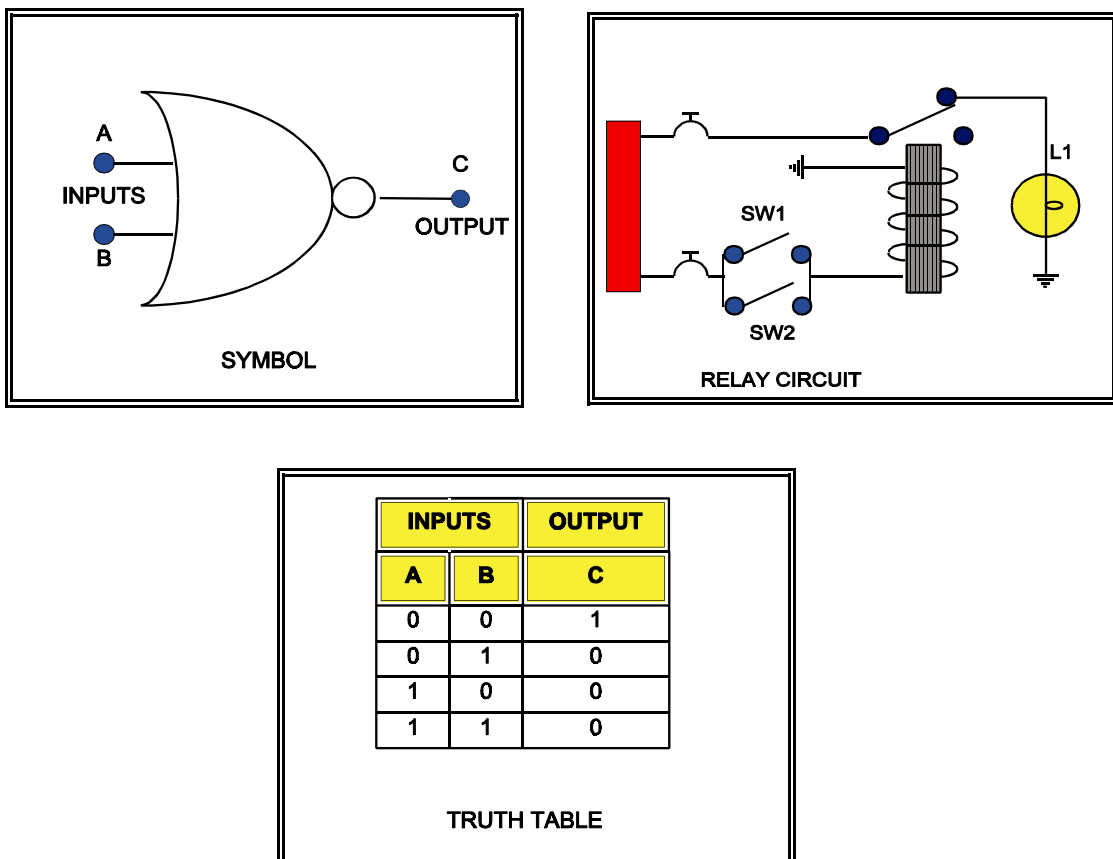 A
INPUTS
B
C
OUTPUT
SYMBOL
L1
SW1
SW2
RELAY CIRCUIT
INPUTS OUTPUT
A B C
0 0 1
0 1 0
1 0 0
1 1 0
TRUTH TABLE